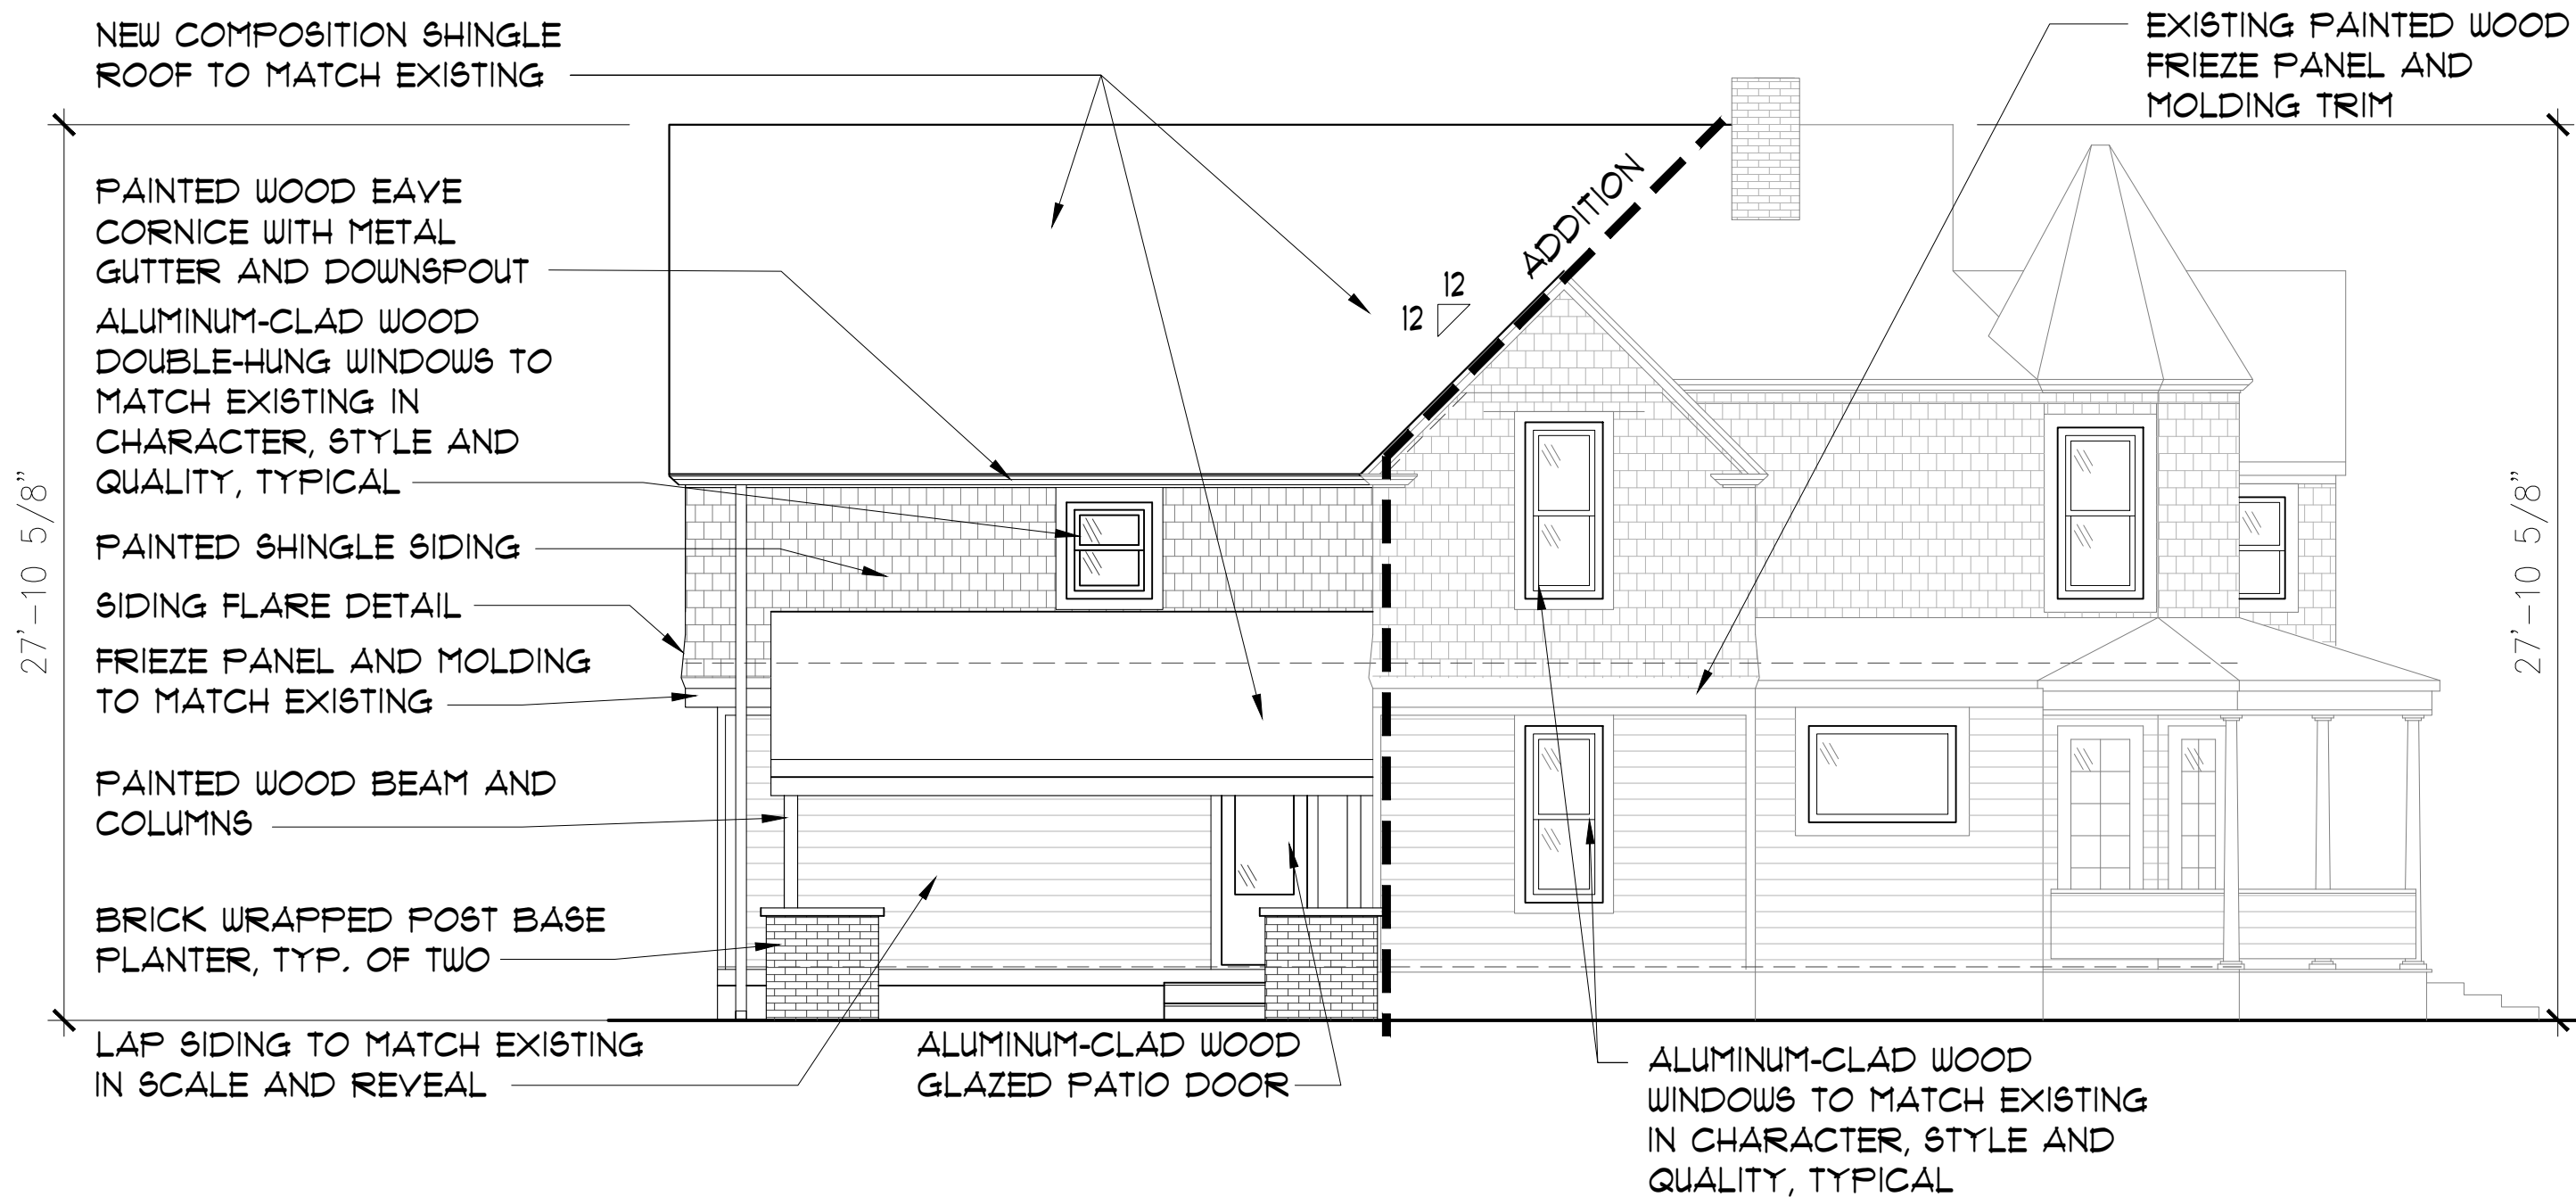 NEW COMPOSITION SHINGLE
ROOF TO MATCH EXISTING
EXISTING PAINTED WOOD
FRIEZE PANEL AND
MOLDING TRIM
PAINTED WOOD EAVE
CORNICE WITH METAL
GUTTER AND DOWNSPOUT
ADDITION
12
12
ALUMINUM-CLAD WOOD
DOUBLE-HUNG WINDOWS TO
MATCH EXISTING IN
CHARACTER, STYLE AND
QUALITY, TYPICAL
27'-10 5/8"
27'-10 5/8"
PAINTED SHINGLE SIDING
SIDING FLARE DETAIL
FRIEZE PANEL AND MOLDING
TO MATCH EXISTING
PAINTED WOOD BEAM AND
COLUMNS
BRICK WRAPPED POST BASE
PLANTER, TYP. OF TWO
LAP SIDING TO MATCH EXISTING
IN SCALE AND REVEAL
ALUMINUM-CLAD WOOD
GLAZED PATIO DOOR
ALUMINUM-CLAD WOOD
WINDOWS TO MATCH EXISTING
IN CHARACTER, STYLE AND
QUALITY, TYPICAL